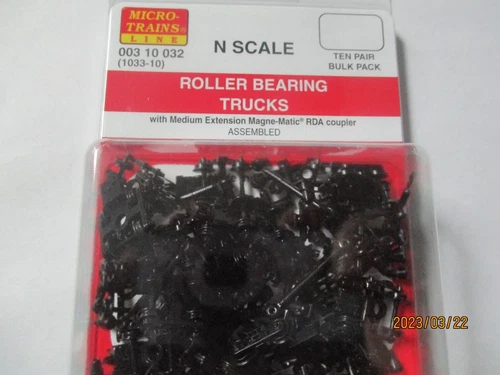 MICRO-
TRAINS®
LINE
003 10 032
(1033-10)
N SCALE
TEN PAIR
BULK PACK
ROLLER BEARING
TRUCKS
with Medium Extension Magne-Matic® RDA coupler
ASSEMBLED
2023/03/22